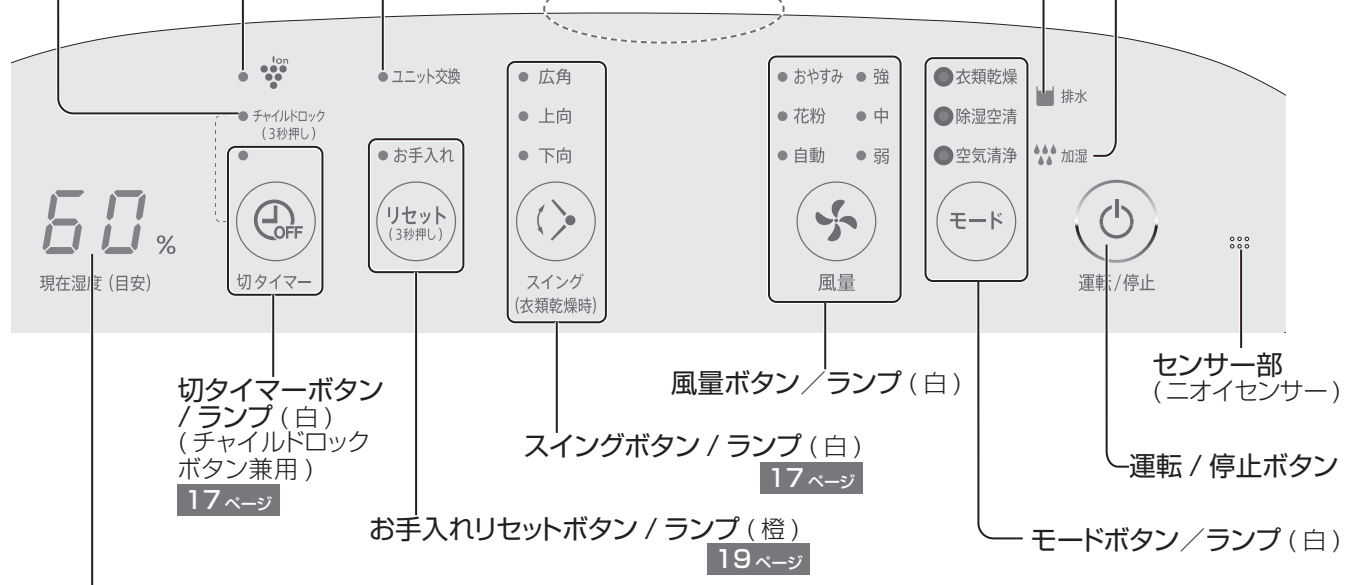 ion
ユニット交換
チャイルドロック
(3秒押し)
お手入れ
広角
上向
下向
おやすみ 強
花粉 中
自動 弱
衣類乾燥
除湿空清
空気清浄
排水
加湿
60%
現在湿度 (目安)
OFF
切タイマー
リセット
(3秒押し)
スイング
(衣類乾燥時)
風量
モード
運転/停止
切タイマーボタン
/ ランプ (白)
(チャイルドロック
ボタン兼用)
17ページ
お手入れリセットボタン / ランプ (橙)
19ページ
スイングボタン / ランプ (白)
17ページ
風量ボタン/ランプ (白)
モードボタン/ランプ (白)
運転 / 停止ボタン
センサー部
(ニオイセンサー)